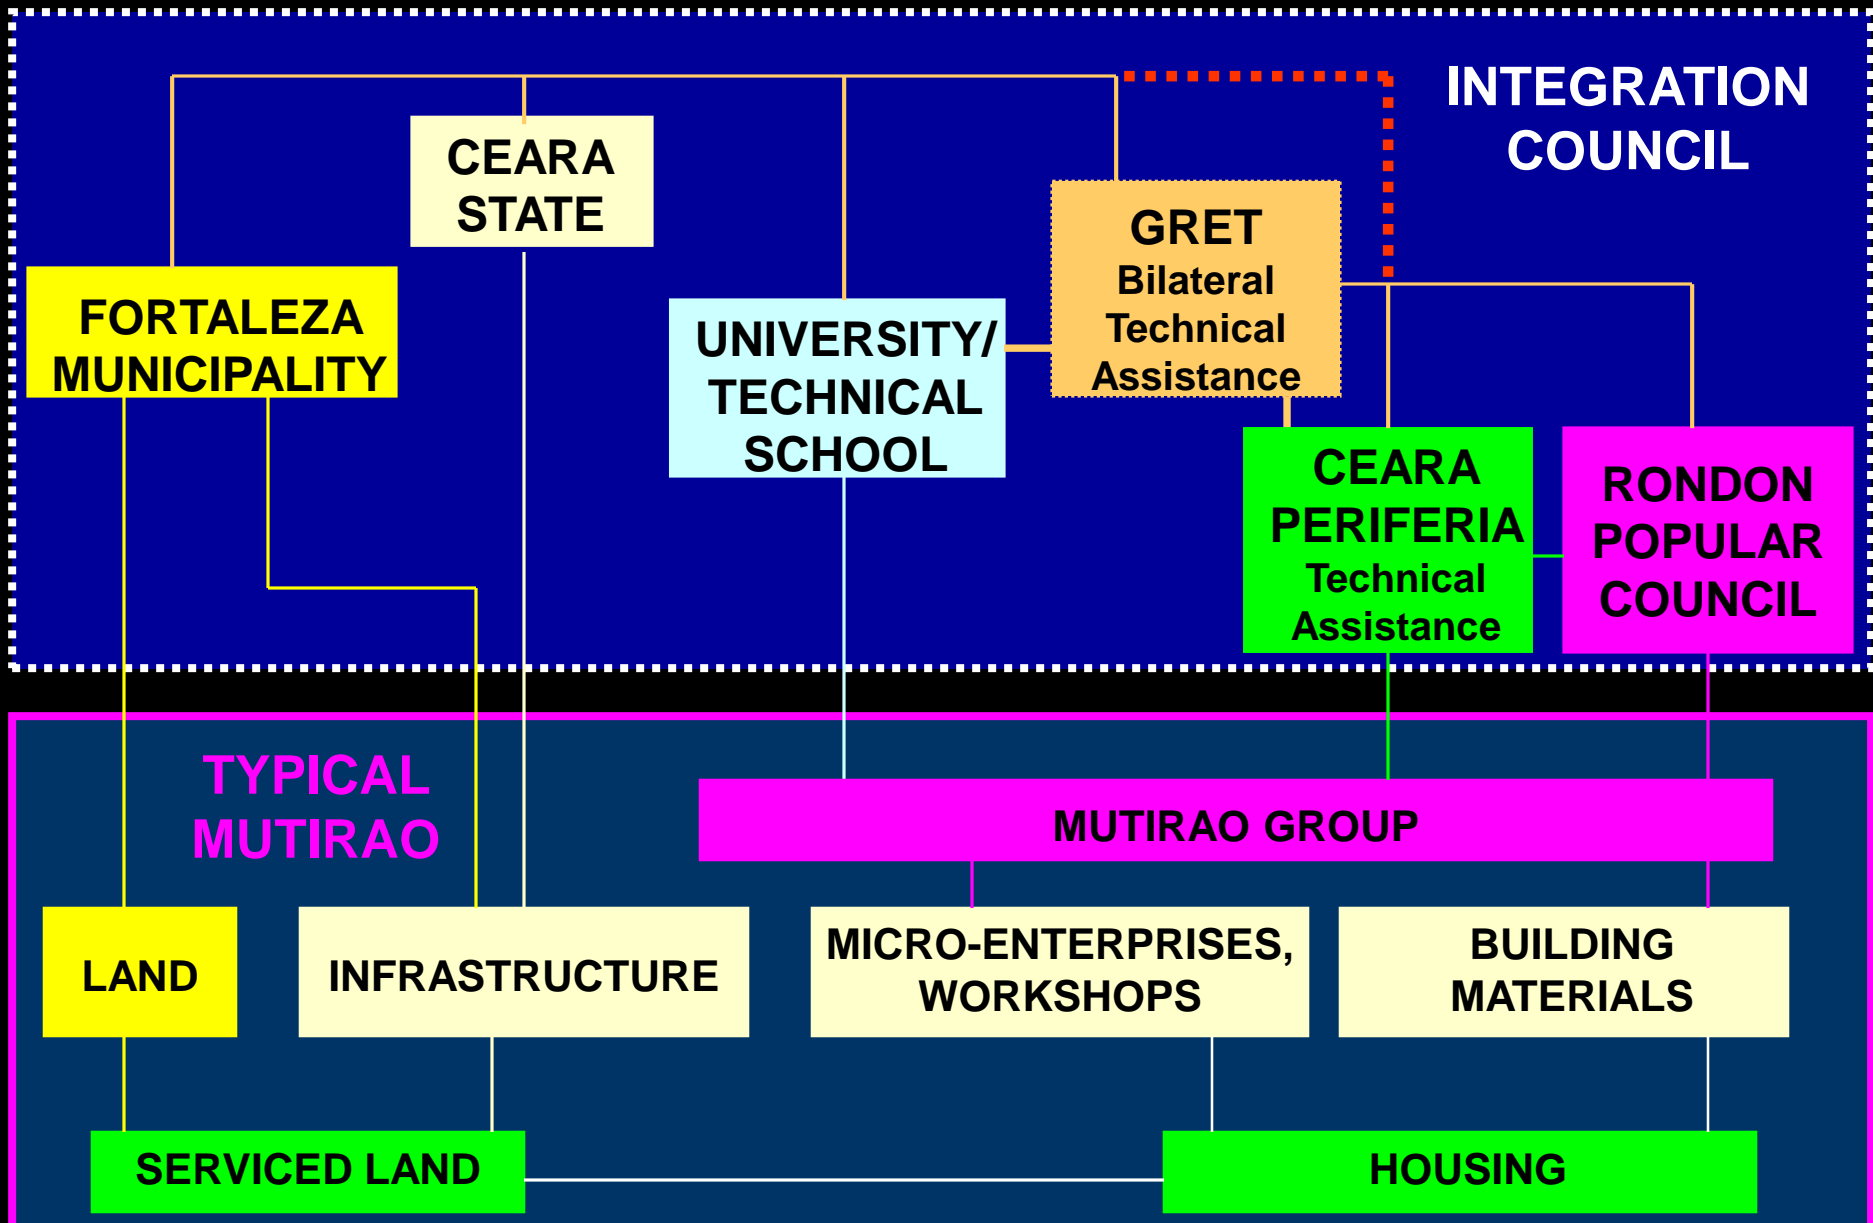 INTEGRATION
COUNCIL
CEARA
STATE
GRET
Bilateral
Technical
Assistance
FORTALEZA
MUNICIPALITY
UNIVERSITY/
TECHNICAL
SCHOOL
CEARA
PERIFERIA
Technical
Assistance
RONDON
POPULAR
COUNCIL
TYPICAL
MUTIRAO
MUTIRAO GROUP
LAND
INFRASTRUCTURE
MICRO-ENTERPRISES,
WORKSHOPS
BUILDING
MATERIALS
SERVICED LAND
HOUSING